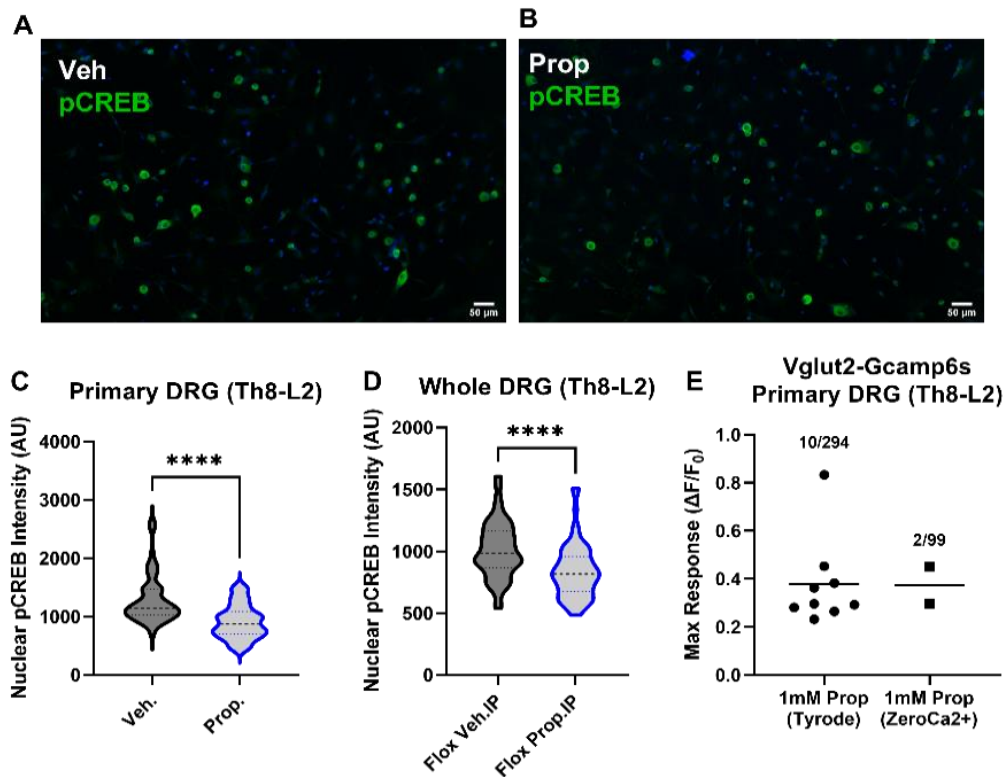 A
Veh
pCREB
50 µm
B
Prop
pCREB
50 µm
C
Primary DRG (Th8-L2)
Nuclear pCREB Intensity (AU)
4000
3000
2000
1000
0
****
Veh.
Prop.
D
Whole DRG (Th8-L2)
Nuclear pCREB Intensity (AU)
2000
1500
1000
500
0
****
Flox Veh.IP
Flox Prop.IP
E
Vglut2-Gcamp6s
Primary DRG (Th8-L2)
Max Response (ΔF/F0)
1.0
0.8
0.6
0.4
0.2
0.0
10/294
2/99
1mM Prop
(Tyrode)
1mM Prop
(ZeroCa2+)